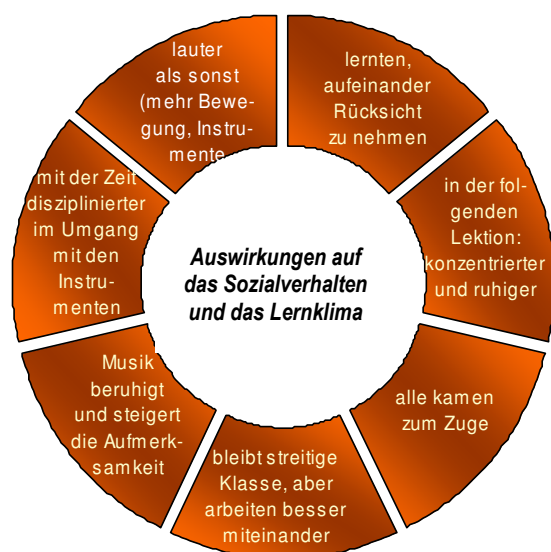 Auswirkungen auf
das Sozialverhalten
und das Lernklima
lernten,
aufeinander
Rücksicht
zu nehmen
in der fol-
genden
Lektion:
konzentrierter
und ruhiger
alle kamen
zum Zuge
bleibt streitige
Klasse, aber
arbeiten besser
miteinander
Musik
beruhigt
und steigert
die Aufmerk-
samkeit
mit der Zeit
disziplinierter
im Umgang
mit den
Instru-
menten
lauter
als sonst
(mehr Bewe-
gung, Instru-
mente